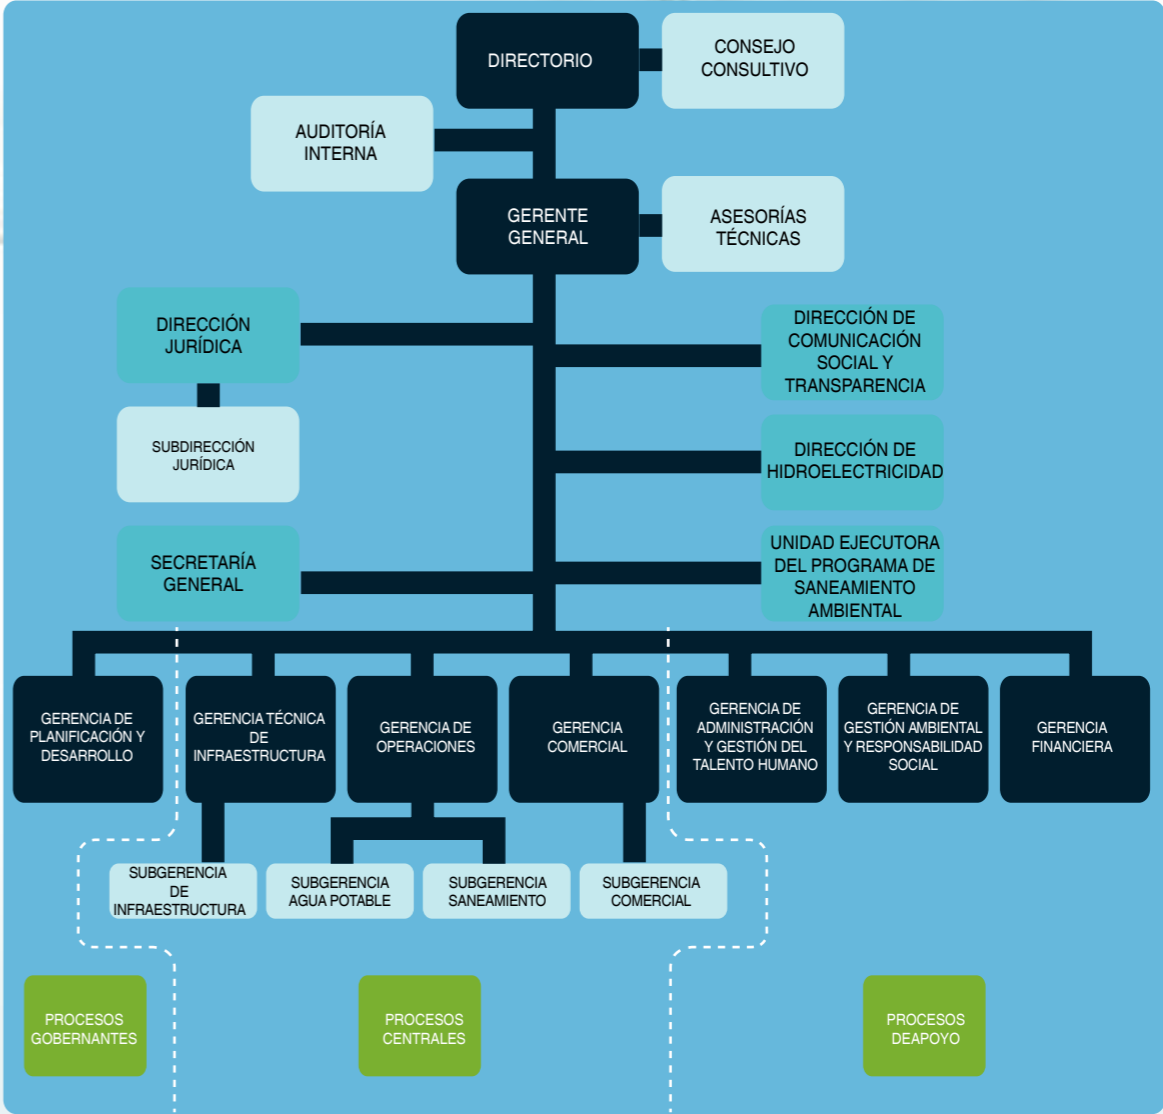 DIRECTORIO
CONSEJO
CONSULTIVO
AUDITORÍA
INTERNA
GERENTE
GENERAL
ASESORÍAS
TÉCNICAS
DIRECCIÓN
JURÍDICA
DIRECCIÓN DE
COMUNICACIÓN
SOCIAL Y
TRANSPARENCIA
SUBDIRECCIÓN
JURÍDICA
DIRECCIÓN DE
HIDROELECTRICIDAD
SECRETARÍA
GENERAL
UNIDAD EJECUTORA
DEL PROGRAMA DE
SANEAMIENTO
AMBIENTAL
GERENCIA DE
PLANIFICACIÓN Y
DESARROLLO
GERENCIA TÉCNICA
DE
INFRAESTRUCTURA
GERENCIA DE
OPERACIONES
GERENCIA
COMERCIAL
GERENCIA DE
ADMINISTRACIÓN
Y GESTIÓN DEL
TALENTO HUMANO
GERENCIA DE
GESTIÓN AMBIENTAL
Y RESPONSABILIDAD
SOCIAL
GERENCIA
FINANCIERA
SUBGERENCIA
DE
INFRAESTRUCTURA
SUBGERENCIA
AGUA POTABLE
SUBGERENCIA
SANEAMIENTO
SUBGERENCIA
COMERCIAL
PROCESOS
GOBERNANTES
PROCESOS
CENTRALES
PROCESOS
DEAPOYO